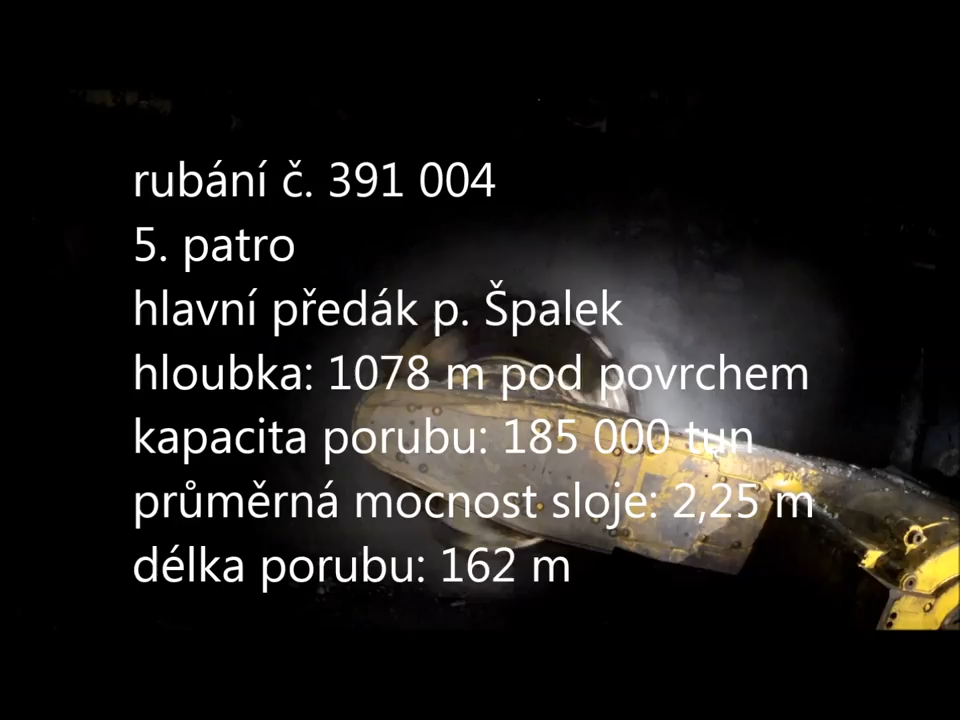 rubání č. 391 004
5. patro
hlavní předák p. Špalek
hloubka: 1078 m pod povrchem
kapacita porubu: 185 000 tun
průměrná mocnost sloje: 2,25 m
délka porubu: 162 m